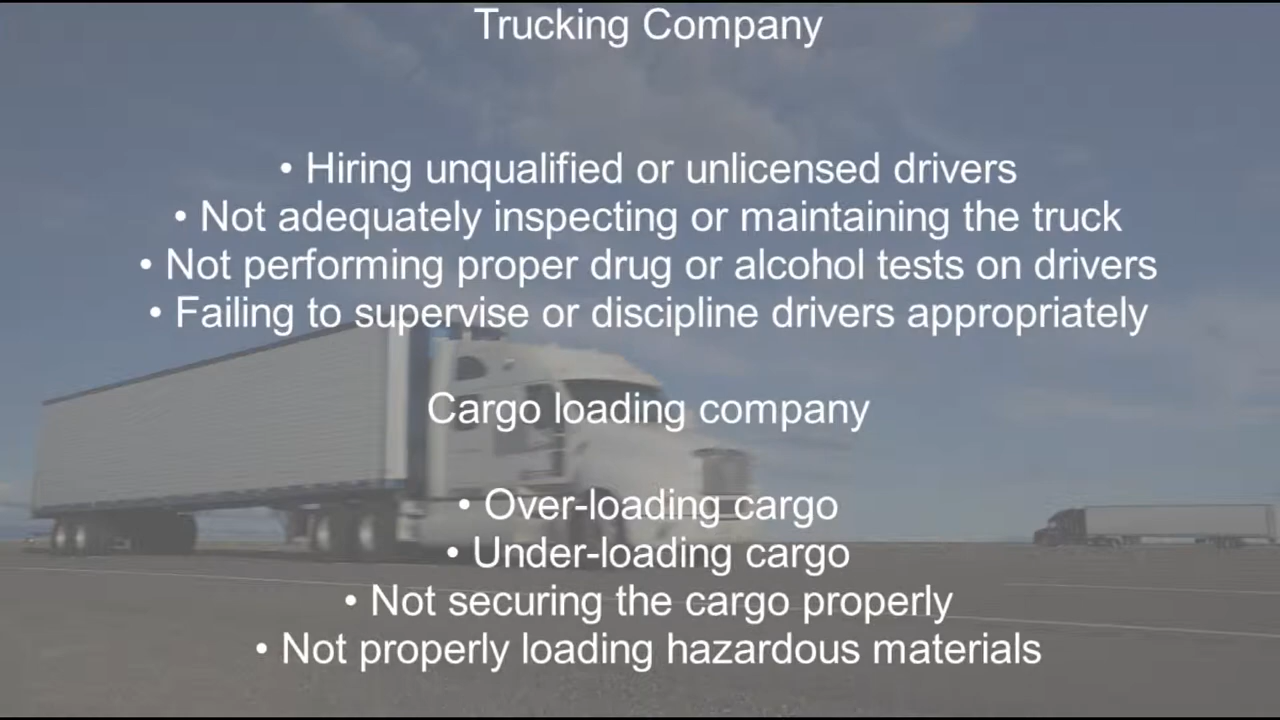 Trucking Company
• Hiring unqualified or unlicensed drivers
• Not adequately inspecting or maintaining the truck
• Not performing proper drug or alcohol tests on drivers
• Failing to supervise or discipline drivers appropriately
Cargo loading company
• Over-loading cargo
• Under-loading cargo
• Not securing the cargo properly
• Not properly loading hazardous materials